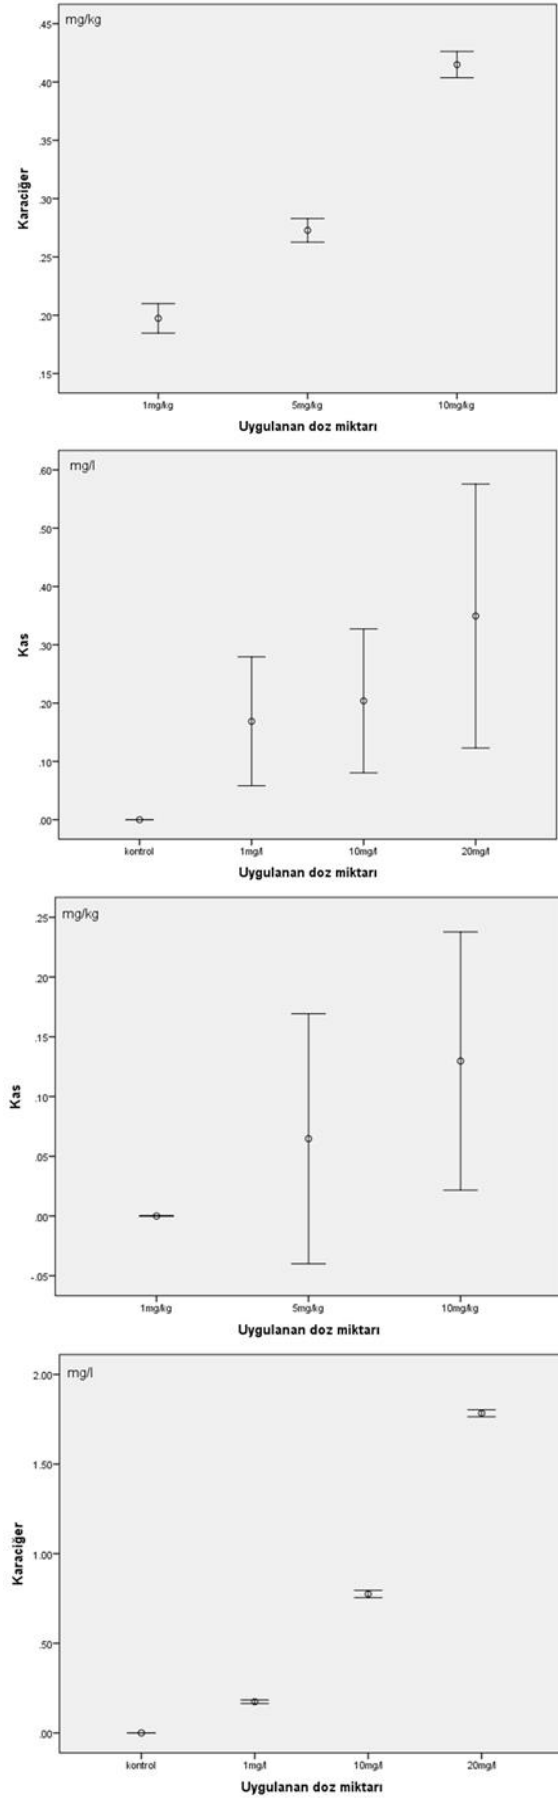 mg/kg
.45
.40
.35
.30
.25
.20
.15
Karaciğer
1mg/kg 5mg/kg 10mg/kg
Uygulanan doz miktarı
mg/l
.60
.50
.40
.30
.20
.10
.00
Kas
kontrol 1mg/l 10mg/l 20mg/l
Uygulanan doz miktarı
mg/kg
.25
.20
.15
.10
.05
.00
-.05
Kas
1mg/kg 5mg/kg 10mg/kg
Uygulanan doz miktarı
mg/l
2.00
1.50
1.00
.50
.00
Karaciğer
kontrol 1mg/l 10mg/l 20mg/l
Uygulanan doz miktarı